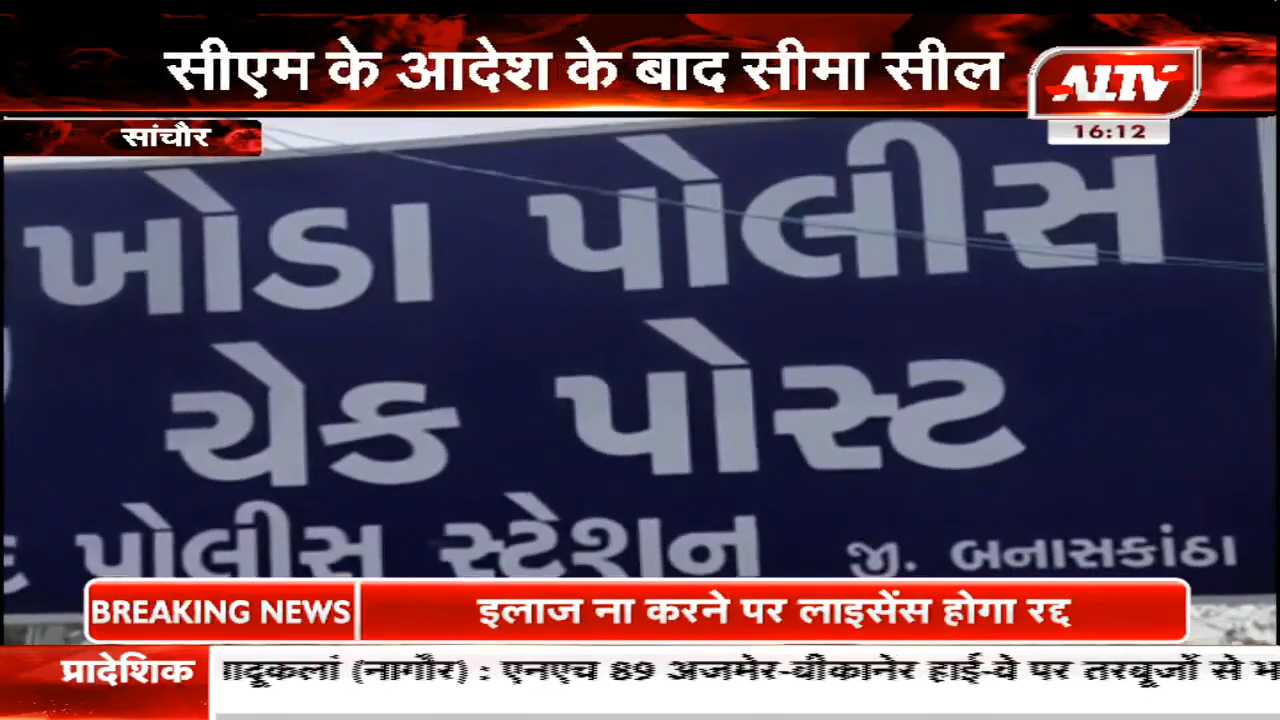 सीएम के आदेश के बाद सीमा सील
ALTV
16:12
सांचौर
ખોડા પોલીસ
ચેક પોસ્ટ
પોલીસ સ્ટેશન જી. બનાસકાંઠા
BREAKING NEWS इलाज ना करने पर लाइसेंस होगा रद्द
प्रादेशिक गादूकलां (नागौर) : एनएच 89 अजमेर-बीकानेर हाई-वे पर तरबूजों से